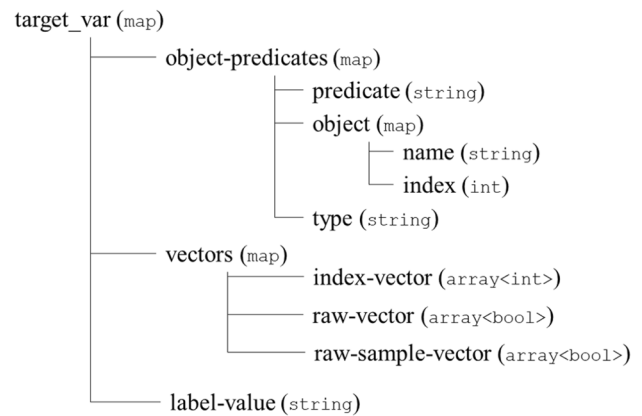 target_var (map)
object-predicates (map)
predicate (string)
object (map)
name (string)
index (int)
type (string)
vectors (map)
index-vector (array<int>)
raw-vector (array<bool>)
raw-sample-vector (array<bool>)
label-value (string)